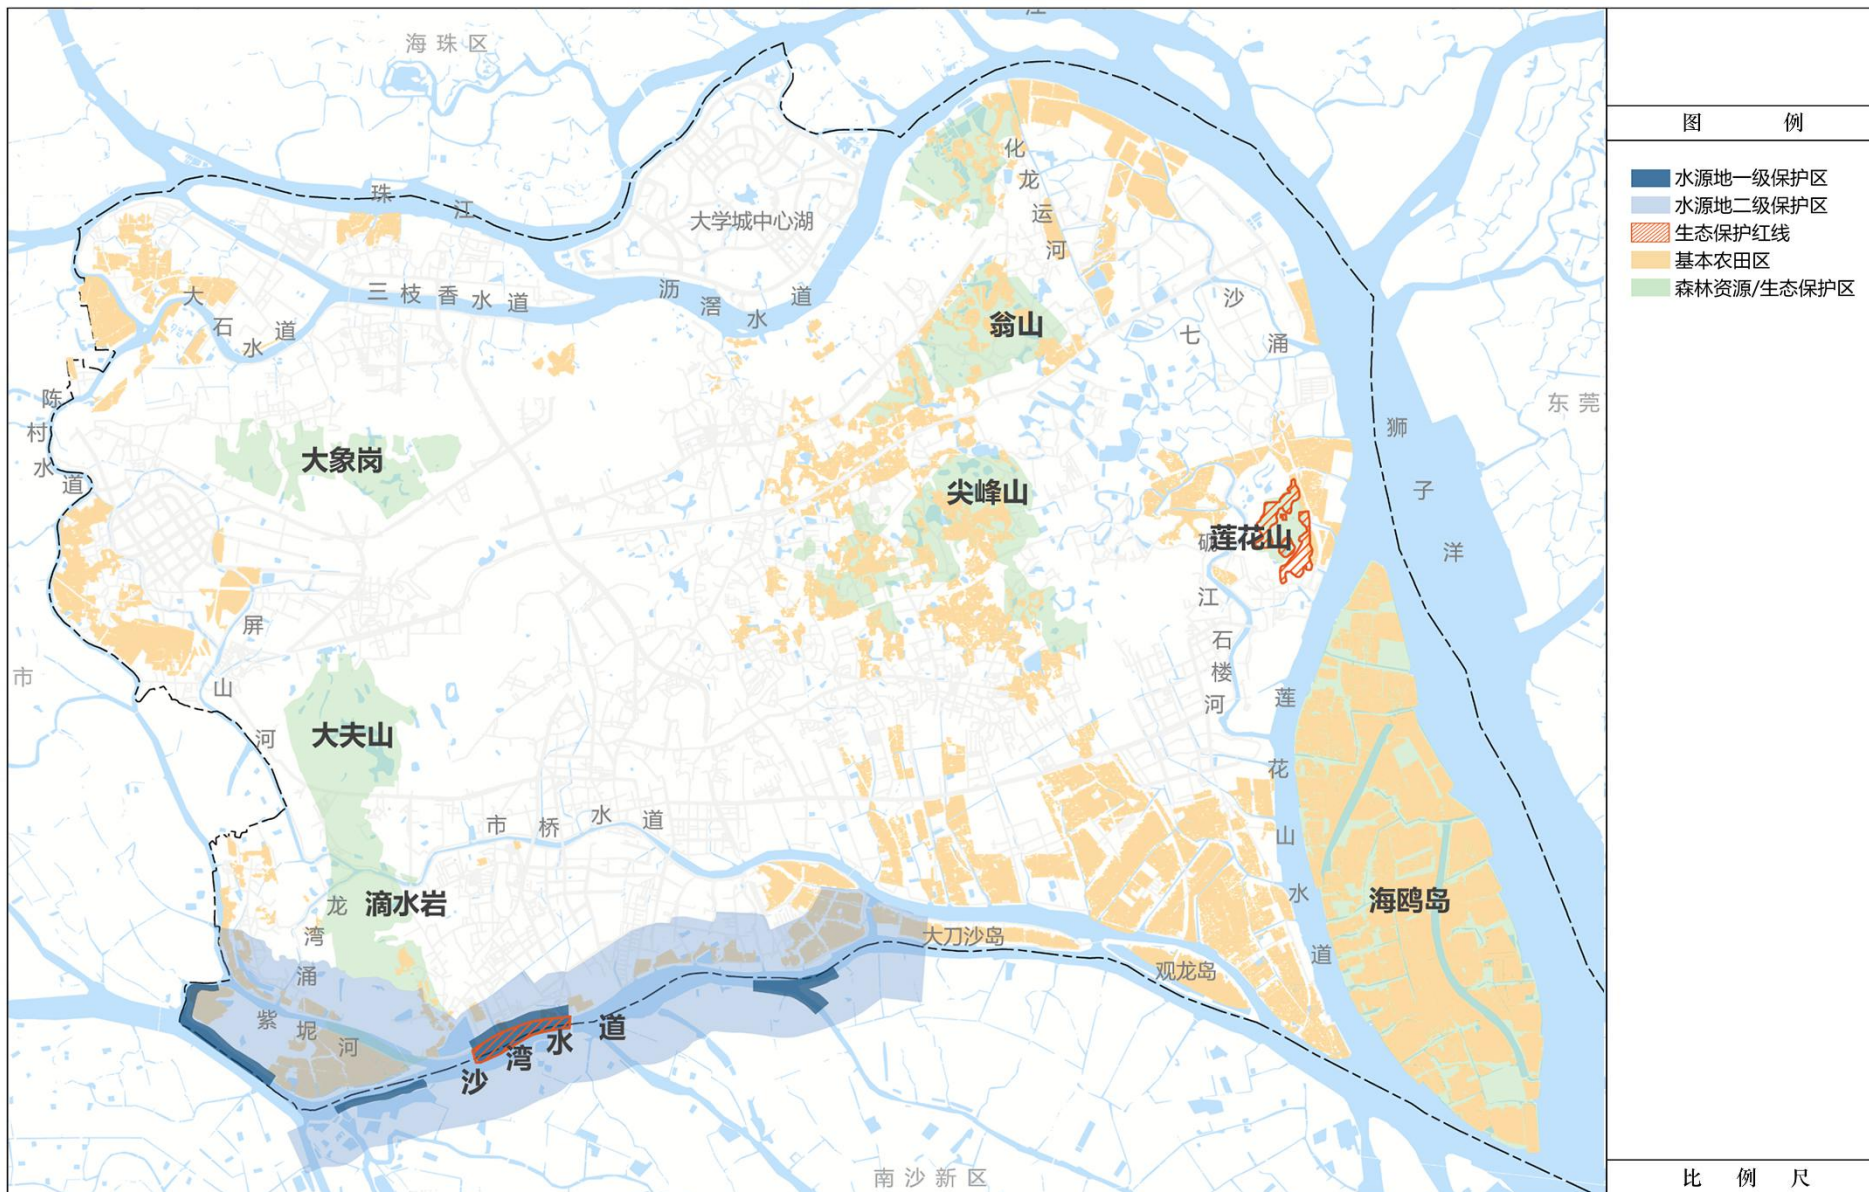 江
海珠区
图 例
水源地一级保护区
水源地二级保护区
生态保护红线
基本农田区
森林资源/生态保护区
化龙运河
珠江
大学城中心湖
三枝香水道
沥滘水道
大石水道
七沙涌
翁山
陈村水道
东莞
狮子洋
大象岗
尖峰山
莲花山
砺江
石楼河
屏山河
市
大夫山
莲花山水道
市桥水道
滴水岩
海鸥岛
龙湾涌
大刀沙岛
观龙岛
紫坭河
沙湾水道
南沙新区
比 例 尺